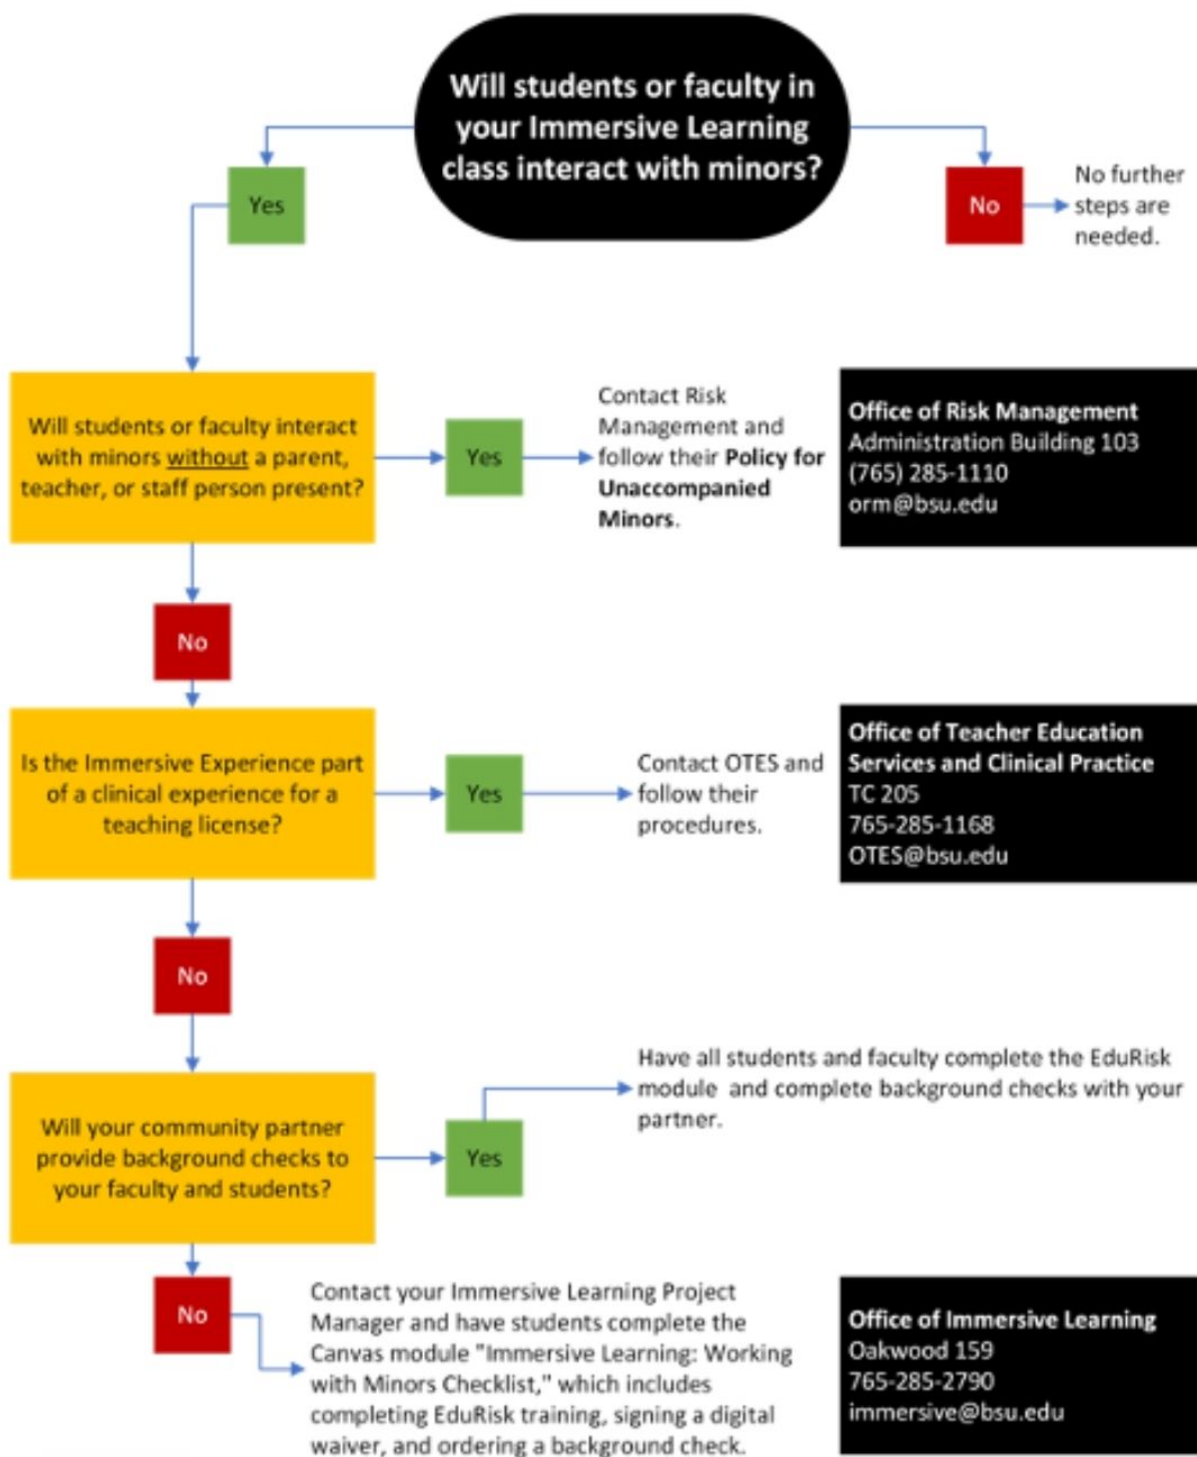 Will students or faculty in
your Immersive Learning
class interact with minors?
Yes
No
No further
steps are
needed.
Will students or faculty interact
with minors without a parent,
teacher, or staff person present?
Yes
Contact Risk
Management and
follow their Policy for
Unaccompanied
Minors.
Office of Risk Management
Administration Building 103
(765) 285-1110
orm@bsu.edu
No
Is the Immersive Experience part
of a clinical experience for a
teaching license?
Yes
Contact OTES and
follow their
procedures.
Office of Teacher Education
Services and Clinical Practice
TC 205
765-285-1168
OTES@bsu.edu
No
Will your community partner
provide background checks to
your faculty and students?
Yes
Have all students and faculty complete the EduRisk
module and complete background checks with your
partner.
No
Contact your Immersive Learning Project
Manager and have students complete the
Canvas module "Immersive Learning: Working
with Minors Checklist," which includes
completing EduRisk training, signing a digital
waiver, and ordering a background check.
Office of Immersive Learning
Oakwood 159
765-285-2790
immersive@bsu.edu